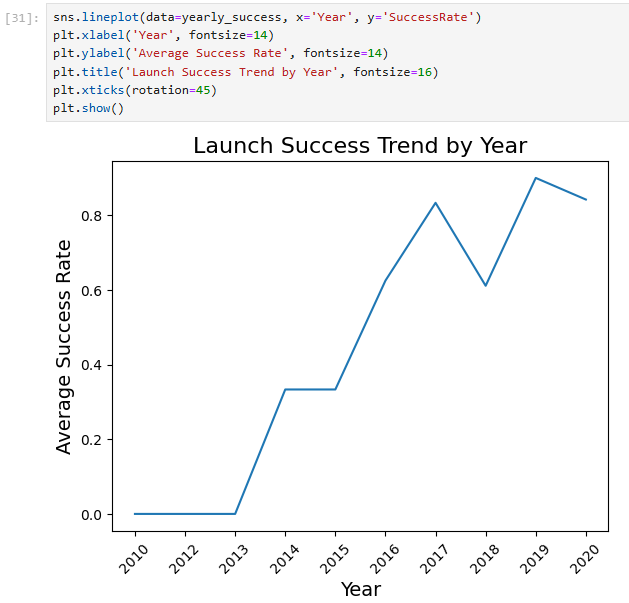 [31]: sns.lineplot(data=yearly_success, x='Year', y='SuccessRate')
plt.xlabel('Year', fontsize=14)
plt.ylabel('Average Success Rate', fontsize=14)
plt.title('Launch Success Trend by Year', fontsize=16)
plt.xticks(rotation=45)
plt.show()
Launch Success Trend by Year
Average Success Rate
0.8
0.6
0.4
0.2
0.0
2010 2012 2013 2014 2015 2016 2017 2018 2019 2020
Year